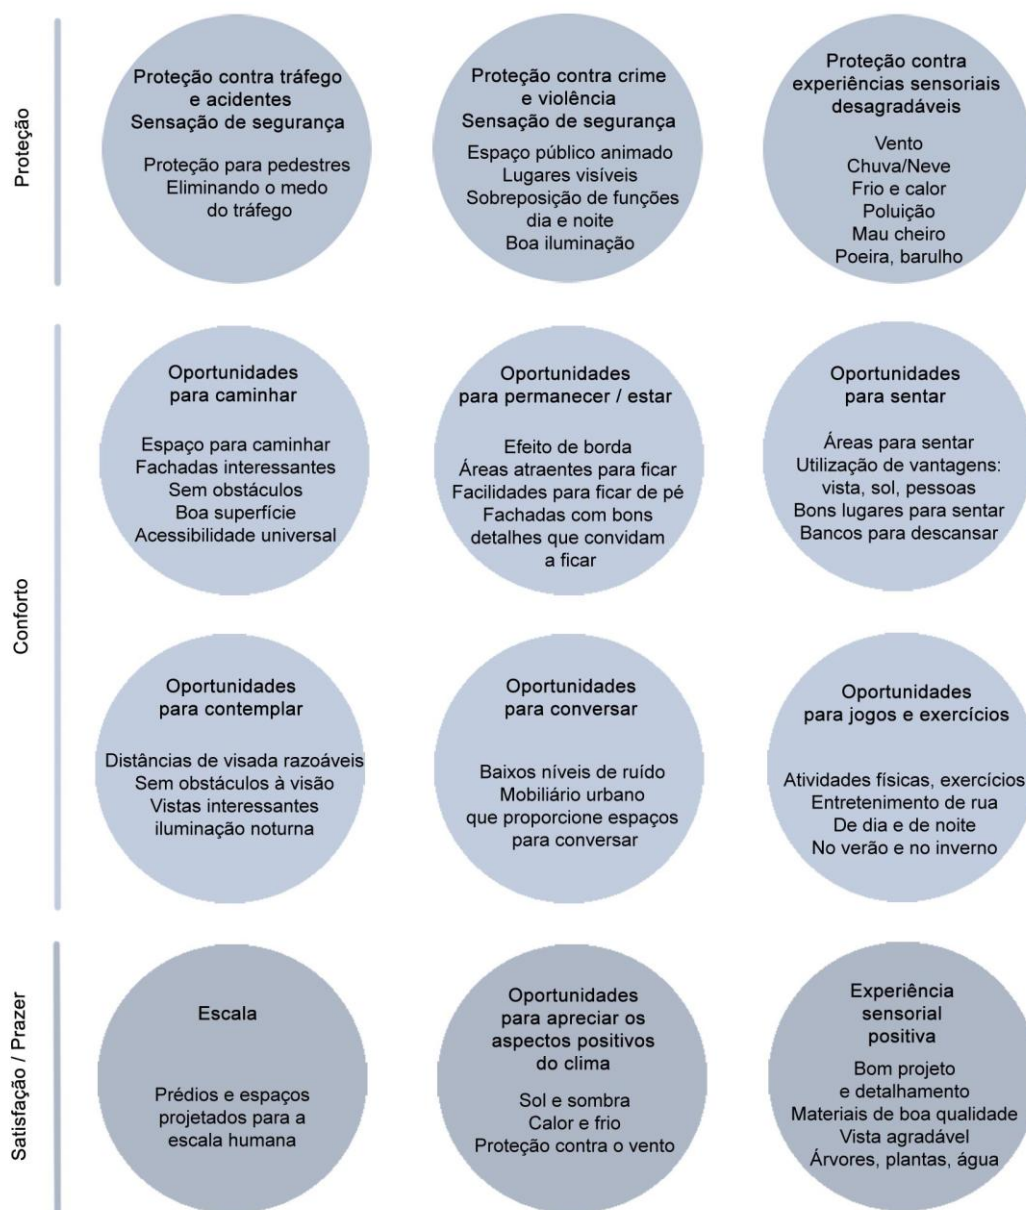 Proteção
Proteção contra tráfego
e acidentes
Sensação de segurança
Proteção para pedestres
Eliminando o medo
do tráfego
Proteção contra crime
e violência
Sensação de segurança
Espaço público animado
Lugares visíveis
Sobreposição de funções
dia e noite
Boa iluminação
Proteção contra
experiências sensoriais
desagradáveis
Vento
Chuva/Neve
Frio e calor
Poluição
Mau cheiro
Poeira, barulho
Conforto
Oportunidades
para caminhar
Espaço para caminhar
Fachadas interessantes
Sem obstáculos
Boa superfície
Acessibilidade universal
Oportunidades
para permanecer / estar
Efeito de borda
Áreas atraentes para ficar
Facilidades para ficar de pé
Fachadas com bons
detalhes que convidam
a ficar
Oportunidades
para sentar
Áreas para sentar
Utilização de vantagens:
vista, sol, pessoas
Bons lugares para sentar
Bancos para descansar
Oportunidades
para contemplar
Distâncias de visada razoáveis
Sem obstáculos à visão
Vistas interessantes
iluminação noturna
Oportunidades
para conversar
Baixos níveis de ruído
Mobiliário urbano
que proporcione espaços
para conversar
Oportunidades
para jogos e exercícios
Atividades físicas, exercícios
Entretenimento de rua
De dia e de noite
No verão e no inverno
Satisfação / Prazer
Escala
Prédios e espaços
projetados para a
escala humana
Oportunidades
para apreciar os
aspectos positivos
do clima
Sol e sombra
Calor e frio
Proteção contra o vento
Experiência
sensorial
positiva
Bom projeto
e detalhamento
Materiais de boa qualidade
Vista agradável
Árvores, plantas, água